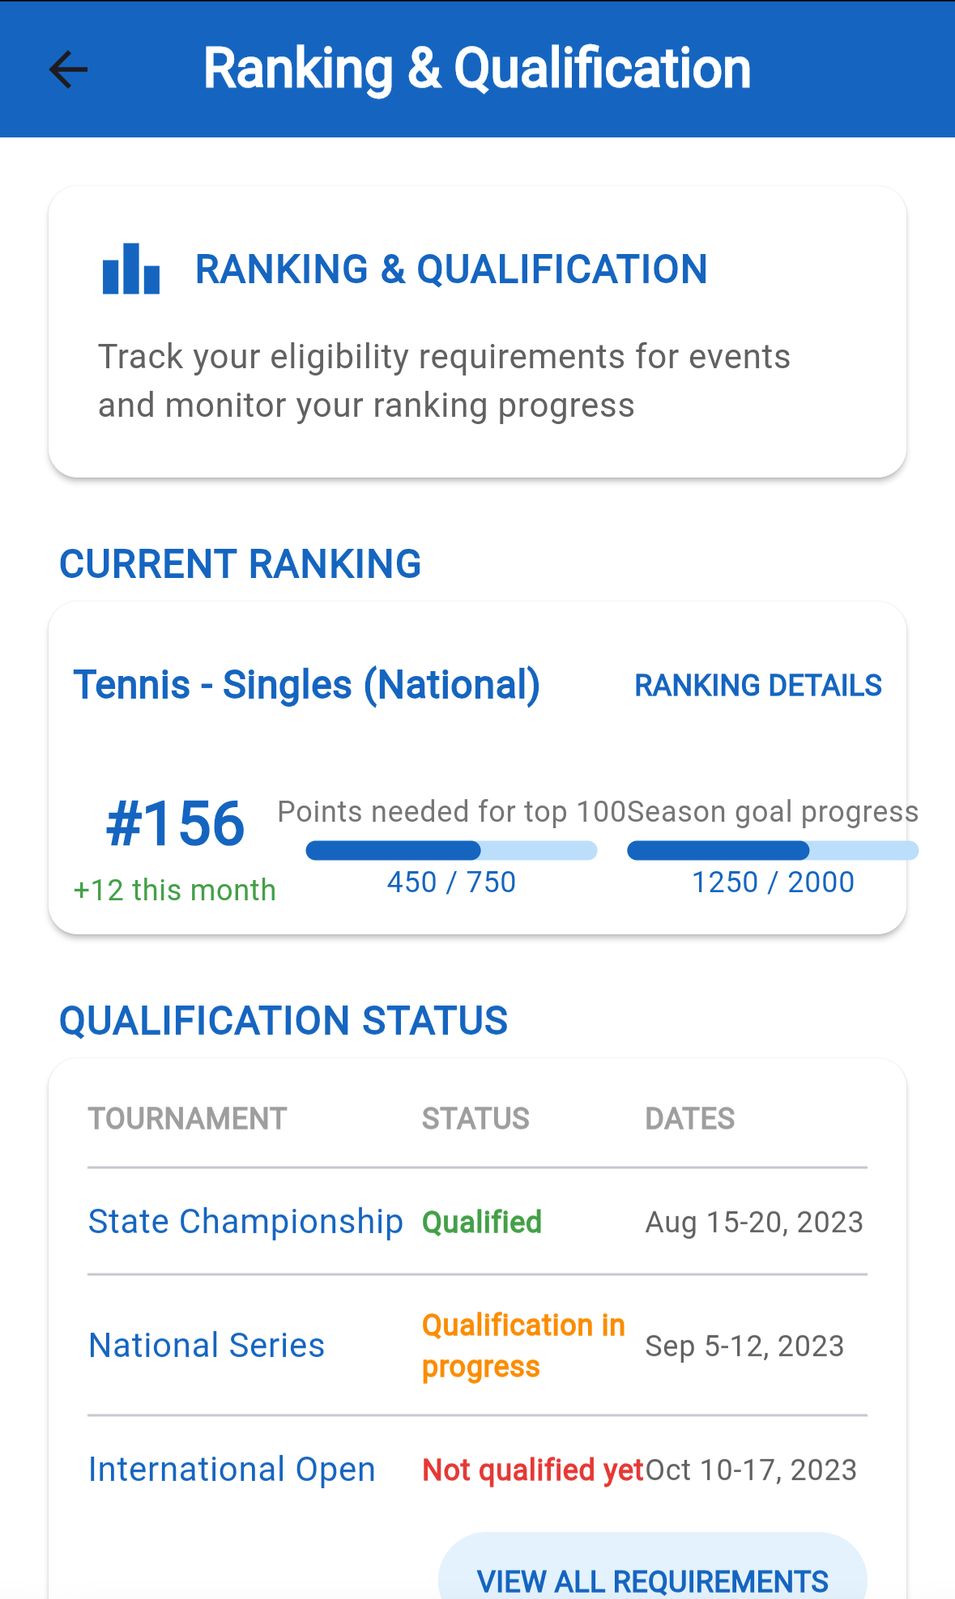 Ranking & Qualification
RANKING & QUALIFICATION
Track your eligibility requirements for events
and monitor your ranking progress
CURRENT RANKING
Tennis - Singles (National)
RANKING DETAILS
#156
+12 this month
Points needed for top 100
450 / 750
Season goal progress
1250 / 2000
QUALIFICATION STATUS
TOURNAMENT STATUS DATES
State Championship Qualified Aug 15-20, 2023
National Series Qualification in
progress Sep 5-12, 2023
International Open Not qualified yet Oct 10-17, 2023
VIEW ALL REQUIREMENTS